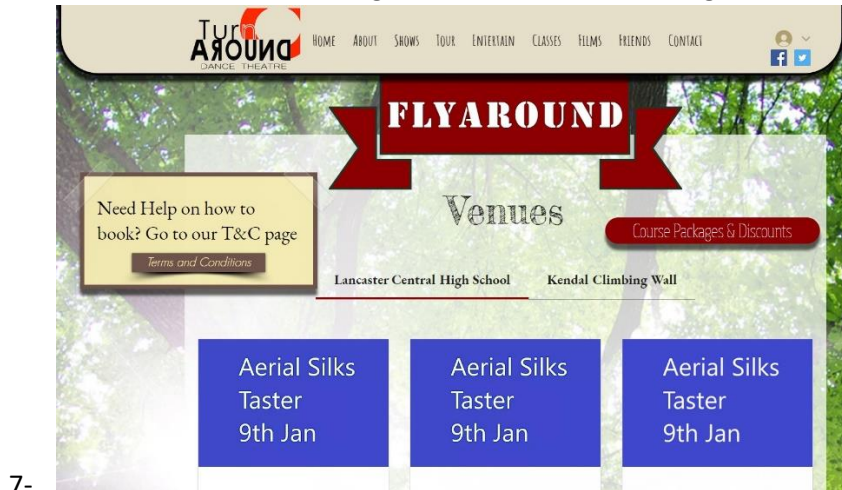 Turn
AROUND
DANCE THEATRE
HOME ABOUT SHOWS TOUR ENTERTAIN CLASSES FILMS FRIENDS CONTACT
FLYAROUND
Need Help on how to
book? Go to our T&C page
Terms and Conditions
Venues
Course Packages & Discounts
Lancaster Central High School Kendal Climbing Wall
Aerial Silks
Taster
9th Jan
Aerial Silks
Taster
9th Jan
Aerial Silks
Taster
9th Jan
7-